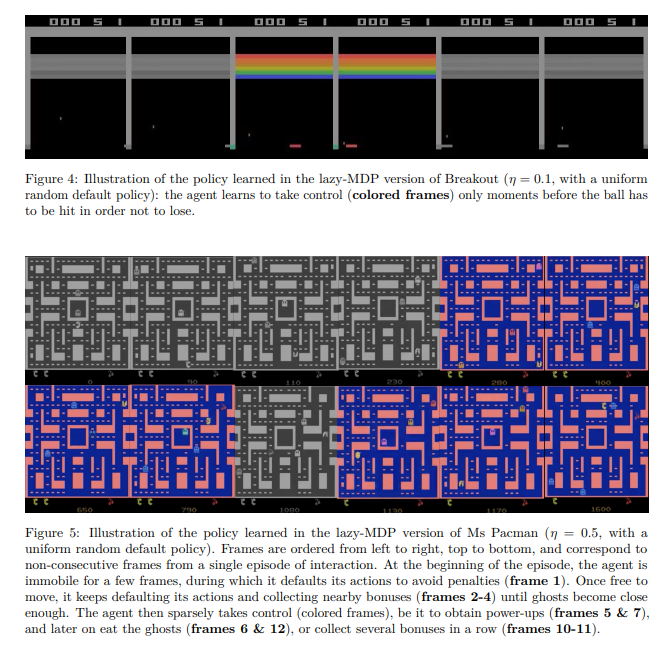 000 5 1 000 5 1 000 5 1 000 5 1 000 5 1 000 5 1
Figure 4: Illustration of the policy learned in the lazy-MDP version of Breakout (η = 0.1, with a uniform
random default policy): the agent learns to take control (colored frames) only moments before the ball has
to be hit in order not to lose.
0 90 110 230 280 400
650 790 1000 1130 1170 1600
Figure 5: Illustration of the policy learned in the lazy-MDP version of Ms Pacman (η = 0.5, with a
uniform random default policy). Frames are ordered from left to right, top to bottom, and correspond to
non-consecutive frames from a single episode of interaction. At the beginning of the episode, the agent is
immobile for a few frames, during which it defaults its actions to avoid penalties (frame 1). Once free to
move, it keeps defaulting its actions and collecting nearby bonuses (frames 2-4) until ghosts become close
enough. The agent then sparsely takes control (colored frames), be it to obtain power-ups (frames 5 & 7),
and later on eat the ghosts (frames 6 & 12), or collect several bonuses in a row (frames 10-11).